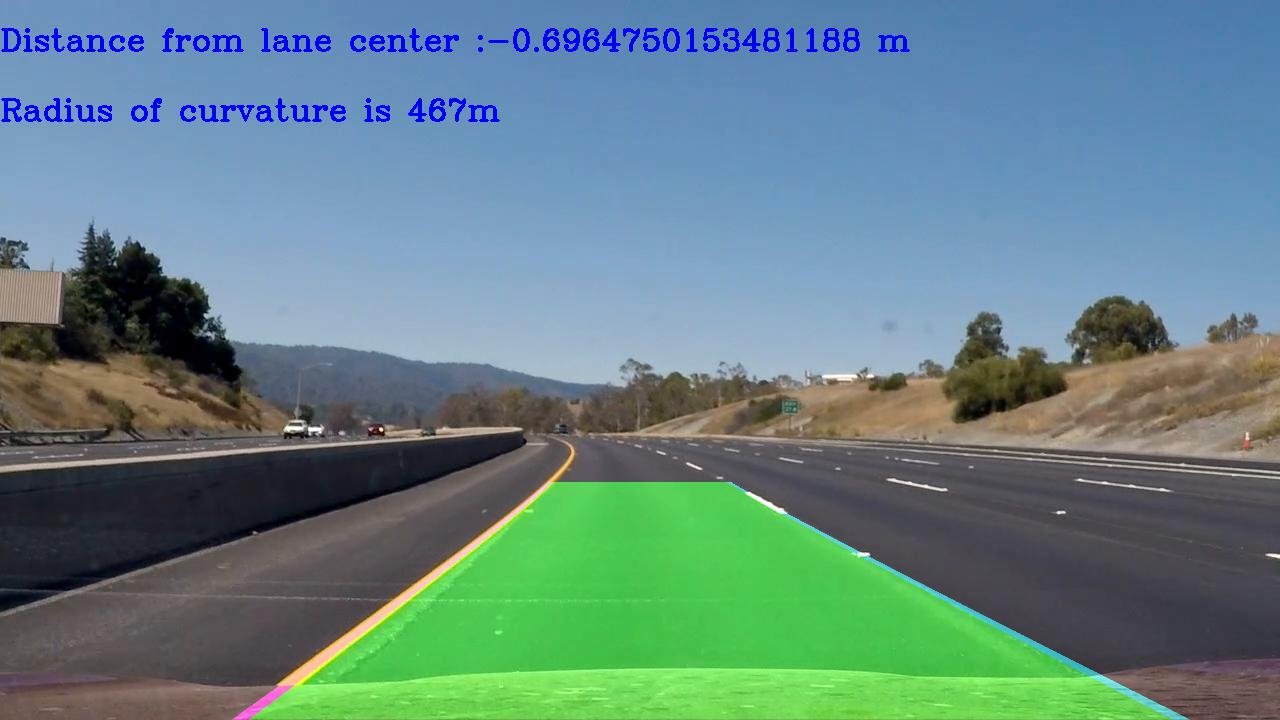 Distance from lane center :-0.6964750153481188 m
Radius of curvature is 467m